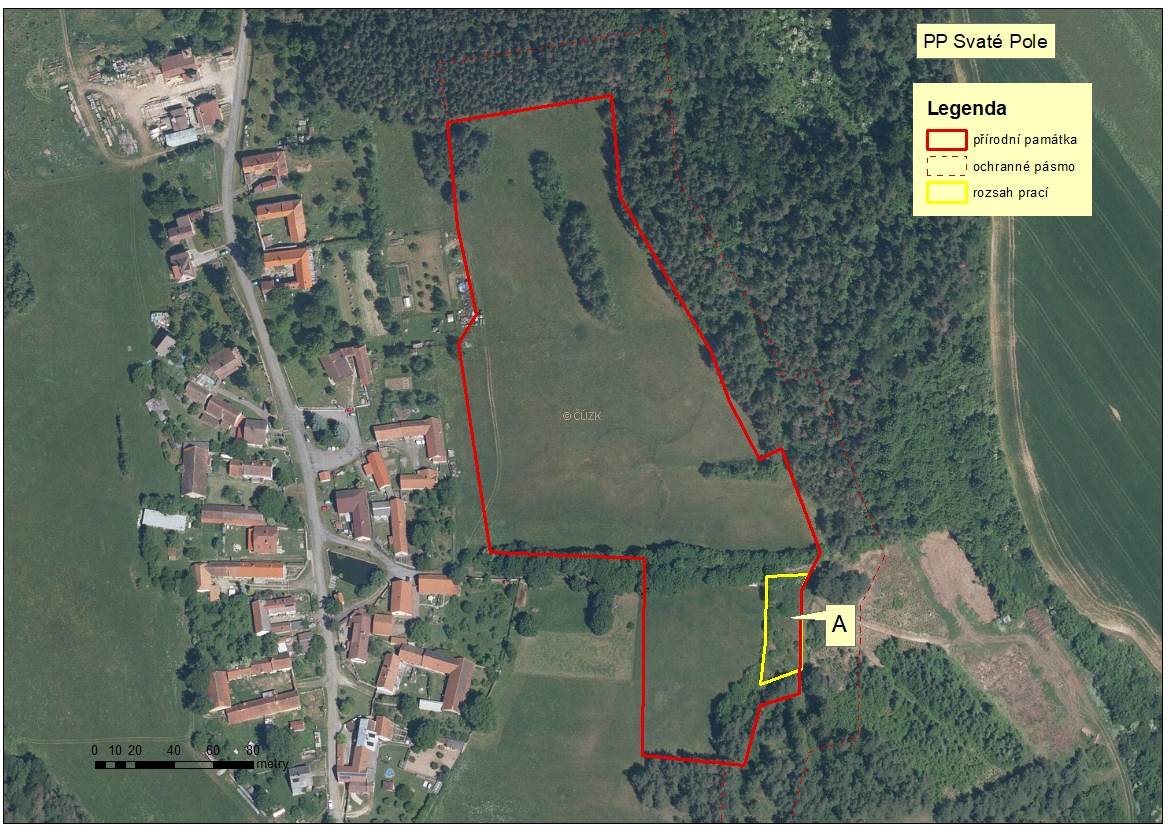 PP Svaté Pole
Legenda
přírodní památka
ochranné pásmo
rozsah prací
© ČÚZK
A
0 10 20 40 60 80
metry